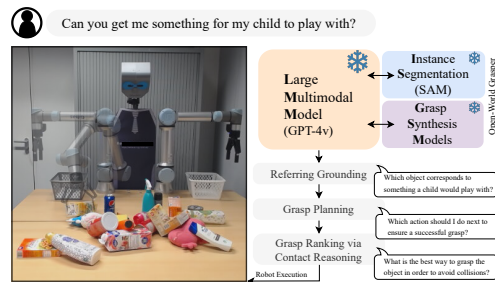 Can you get me something for my child to play with?
Large
Multimodal
Model
(GPT-4v)
Instance
Segmentation
(SAM)
Grasp
Synthesis
Models
Open-World Grasper
Referring Grounding
Which object corresponds to
something a child would play with?
Grasp Planning
Which action should I do next to
ensure a successful grasp?
Grasp Ranking via
Contact Reasoning
What is the best way to grasp the
object in order to avoid collisions?
Robot Execution